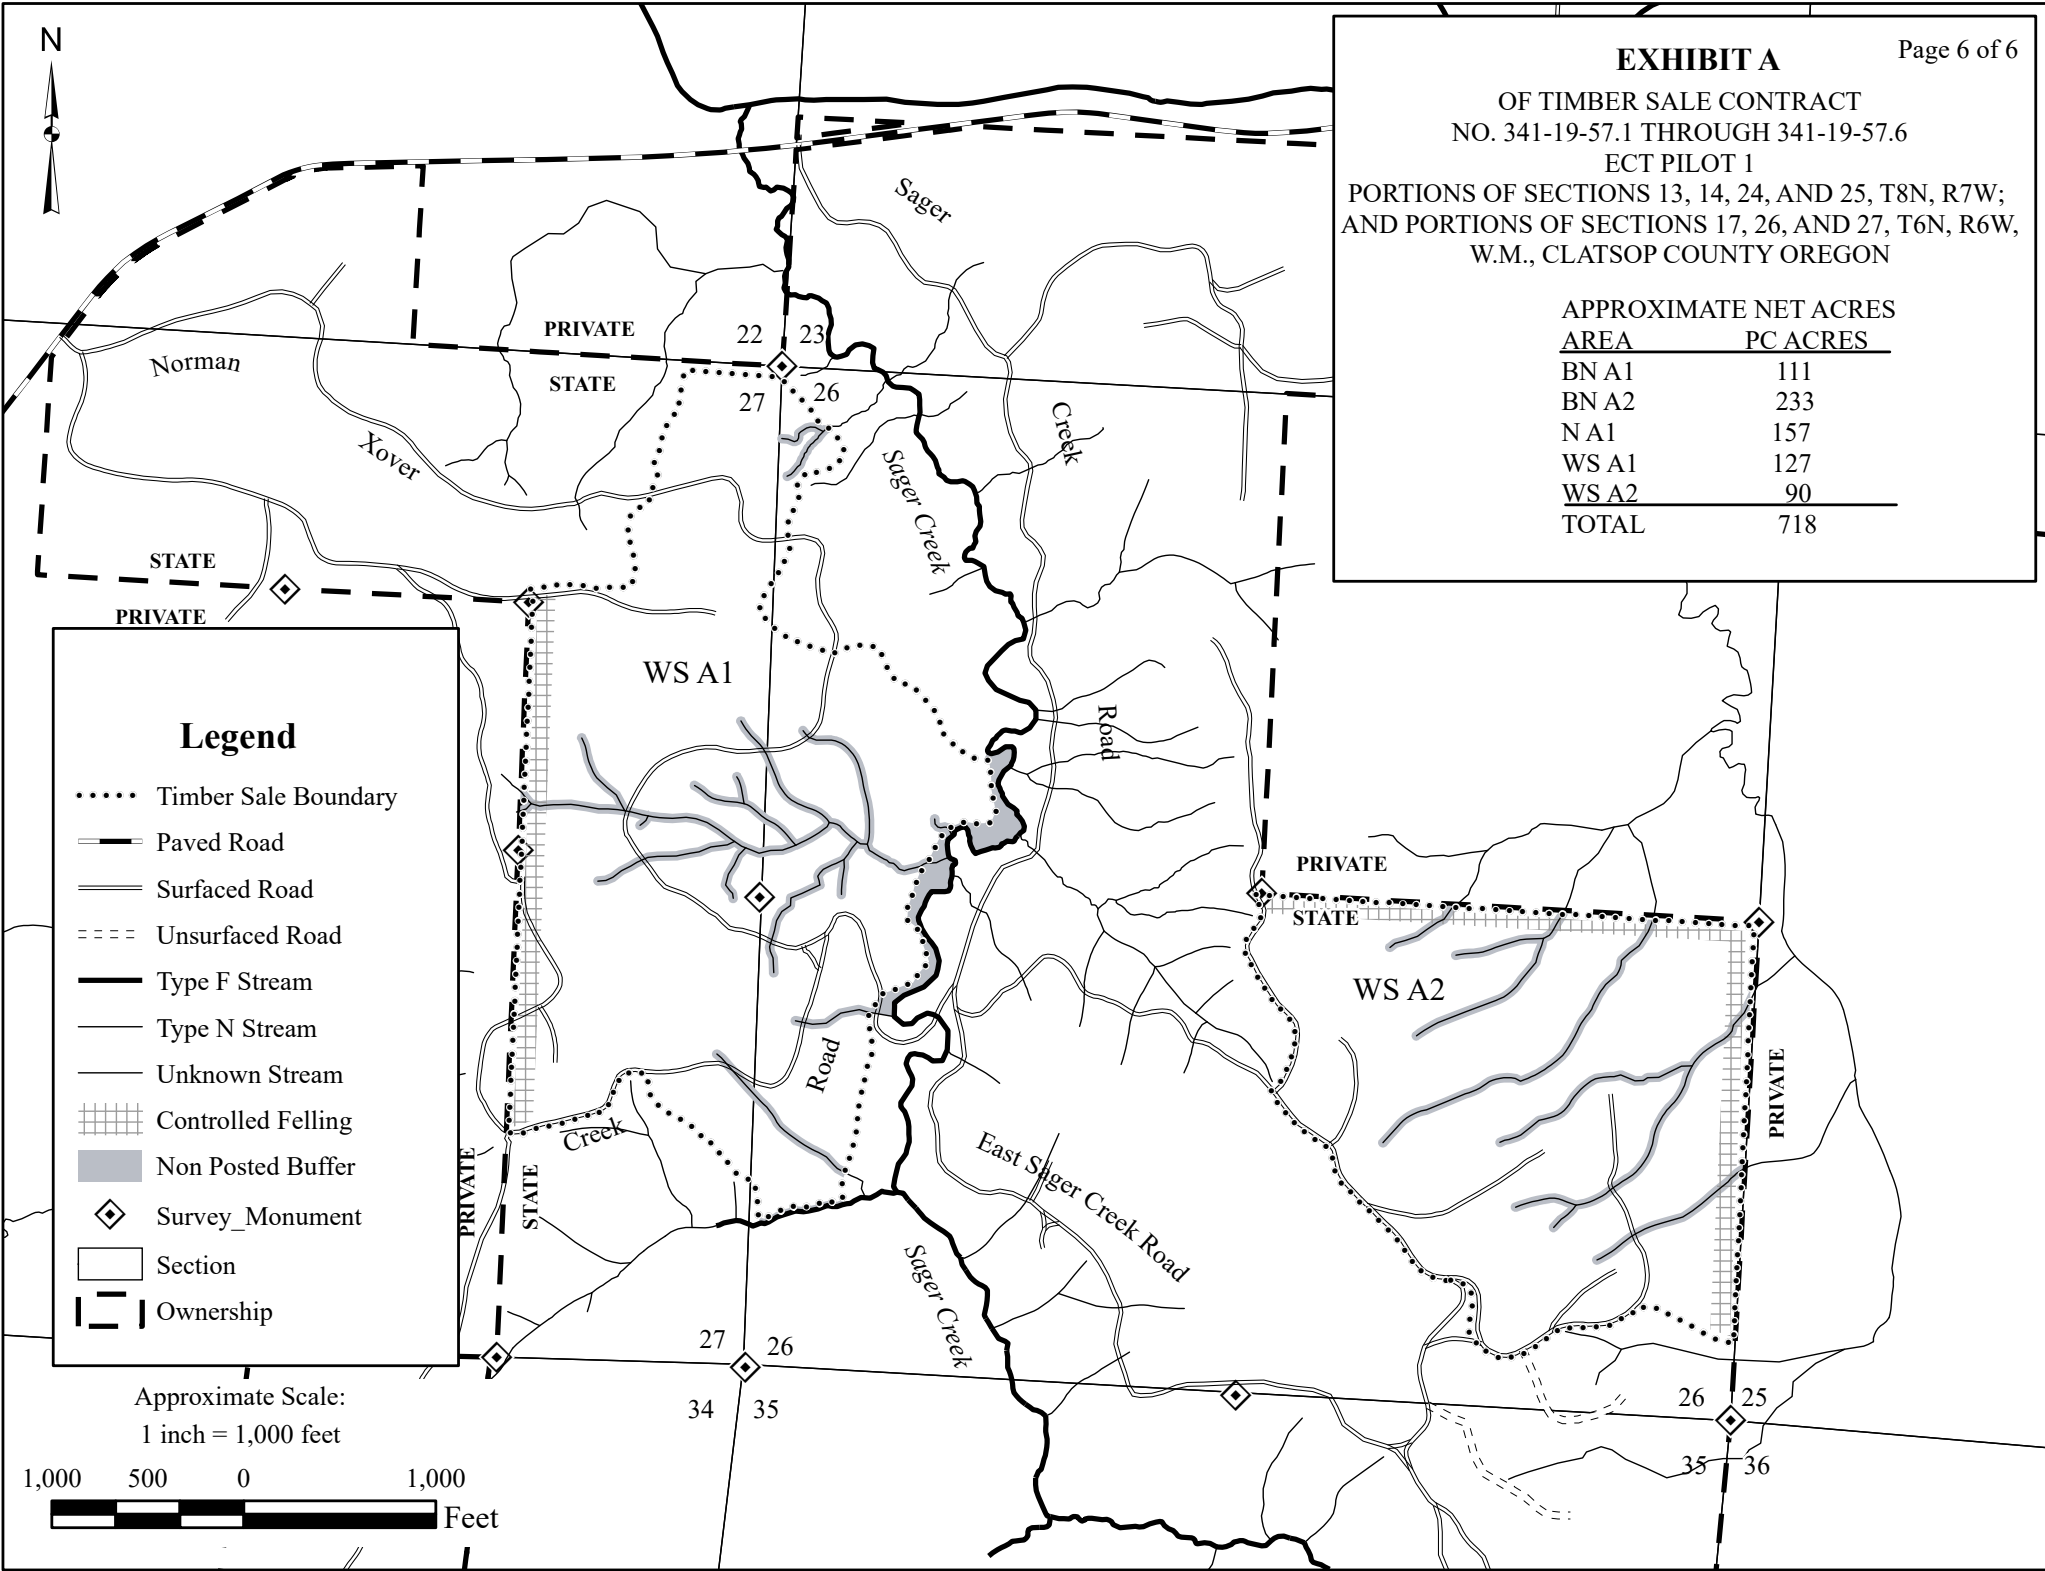 N
EXHIBIT A
Page 6 of 6
OF TIMBER SALE CONTRACT
NO. 341-19-57.1 THROUGH 341-19-57.6
ECT PILOT 1
PORTIONS OF SECTIONS 13, 14, 24, AND 25, T8N, R7W;
AND PORTIONS OF SECTIONS 17, 26, AND 27, T6N, R6W,
W.M., CLATSOP COUNTY OREGON
APPROXIMATE NET ACRES
AREA PC ACRES
BN A1 111
BN A2 233
N A1 157
WS A1 127
WS A2 90
TOTAL 718
Sager
Creek
Road
PRIVATE
STATE
22 23
27 26
Norman
Xover
Sager Creek
STATE
PRIVATE
WS A1
Legend
Timber Sale Boundary
Paved Road
Surfaced Road
Unsurfaced Road
Type F Stream
Type N Stream
Unknown Stream
Controlled Felling
Non Posted Buffer
Survey_Monument
Section
Ownership
PRIVATE
STATE
WS A2
PRIVATE
Road
Creek
PRIVATE
STATE
East Sager Creek Road
Sager Creek
27 26
34 35
26 25
35 36
Approximate Scale:
1 inch = 1,000 feet
1,000 500 0 1,000
Feet